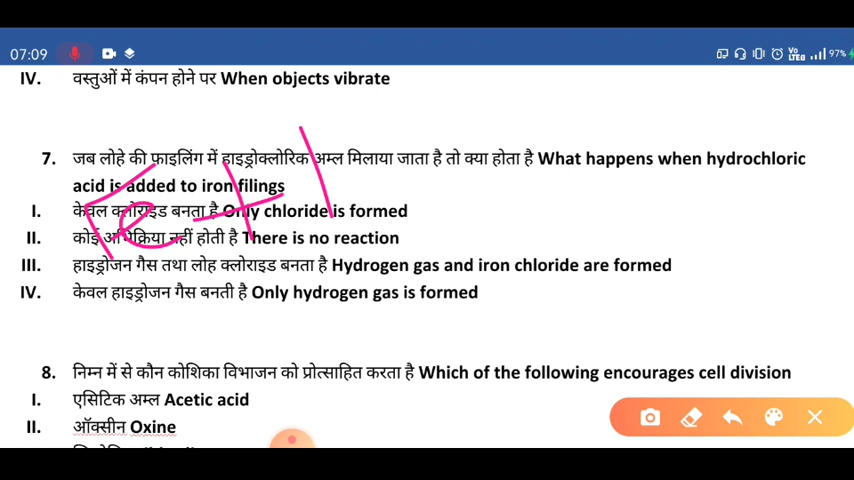 07:09 Vo LTEG 97%
IV. वस्तुओं में कंपन होने पर When objects vibrate
7. जब लोहे की फाइलिंग में हाइड्रोक्लोरिक अम्ल मिलाया जाता है तो क्या होता है What happens when hydrochloric
acid is added to iron filings
I. केवल क्लोराइड बनता है Only chloride is formed
Fe +
II. कोई अभिक्रिया नहीं होती है There is no reaction
III. हाइड्रोजन गैस तथा लोह क्लोराइड बनता है Hydrogen gas and iron chloride are formed
IV. केवल हाइड्रोजन गैस बनती है Only hydrogen gas is formed
8. निम्न में से कौन कोशिका विभाजन को प्रोत्साहित करता है Which of the following encourages cell division
I. एसिटिक अम्ल Acetic acid
II. ऑक्सीन Oxine